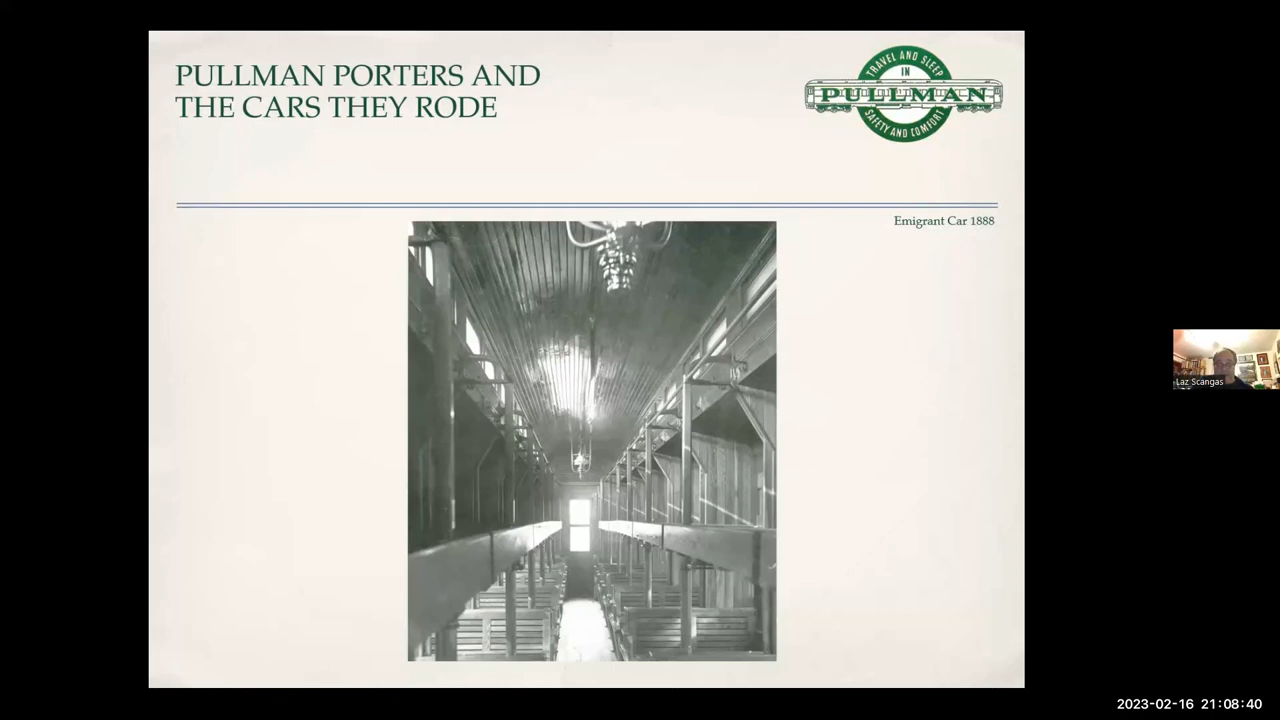 PULLMAN PORTERS AND
THE CARS THEY RODE
TRAVEL AND SLEEP
IN
PULLMAN
SAFETY AND COMFORT
Emigrant Car 1888
Laz Scangas
2023-02-16 21:08:40